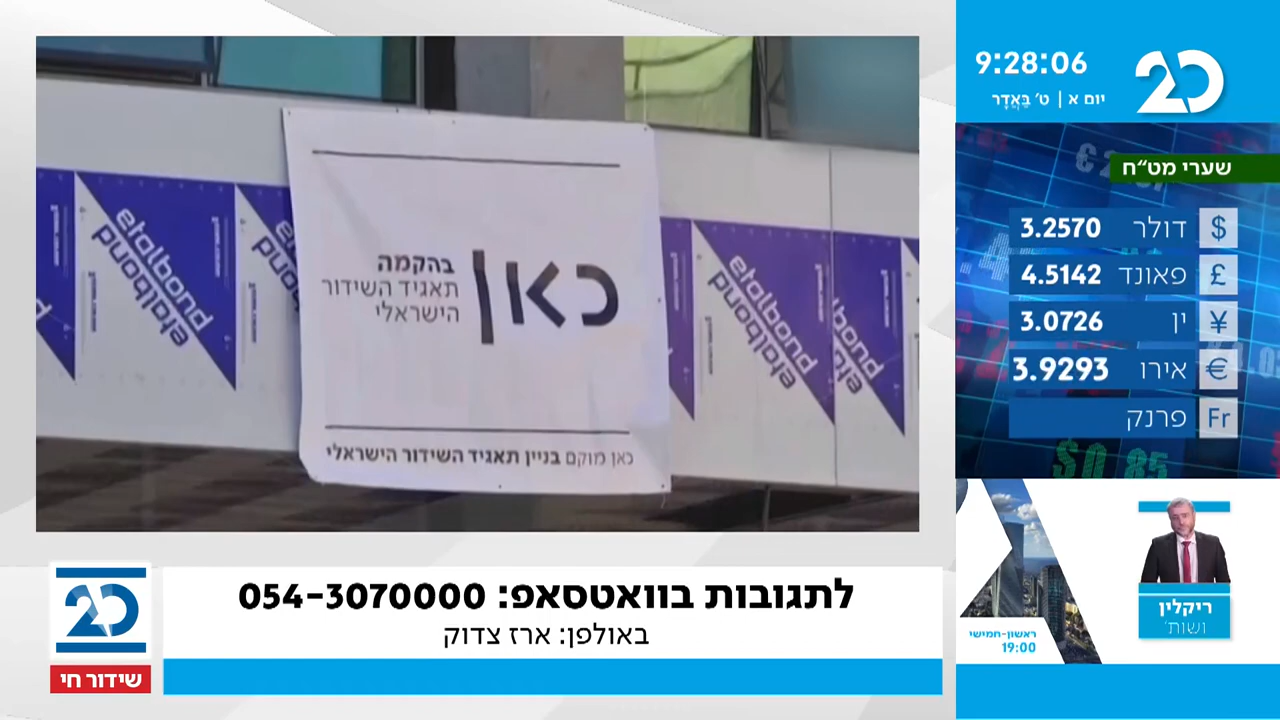 9:28:06
יום א | ט׳ בַּאֲדָר
20
שערי מט״ח
$ דולר 3.2570
£ פאונד 4.5142
¥ ין 3.0726
€ אירו 3.9293
Fr פרנק
etalbond
etalbond
etalbond
etalbond
כאן
בהקמה
תאגיד השידור
הישראלי
כאן מוקם בניין תאגיד השידור הישראלי
ריקלין
ושות׳
ראשון-חמישי
19:00
20
שידור חי
לתגובות בוואטסאפ: 054-3070000
באולפן: ארז צדוק